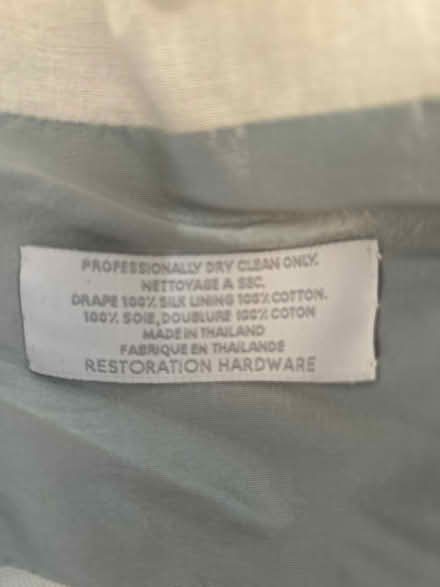 PROFESSIONALLY DRY CLEAN ONLY.
NETTOYAGE A SEC.
DRAPE 100% SILK LINING 100% COTTON.
100% SOIE, DOUBLURE 100% COTON
MADE IN THAILAND
FABRIQUE EN THAILANDE
RESTORATION HARDWARE